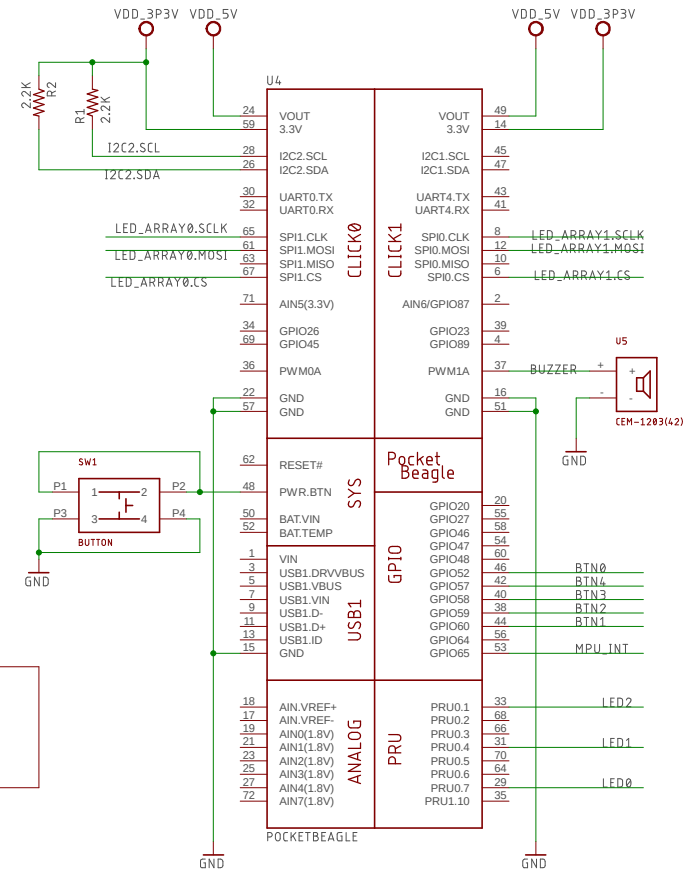 VDD_3P3V VDD_5V VDD_5V VDD_3P3V
U4
2.2K R2 R1 2.2K
24 VOUT VOUT 49
59 3.3V 3.3V 14
I2C2.SCL 28 I2C2.SCL I2C1.SCL 45
I2C2.SDA 26 I2C2.SDA I2C1.SDA 47
30 UART0.TX UART4.TX 43
32 UART0.RX UART4.RX 41
LED_ARRAY0.SCLK 65 SPI1.CLK SPI0.CLK 8 LED_ARRAY1.SCLK
LED_ARRAY0.MOSI 61 SPI1.MOSI SPI0.MOSI 12 LED_ARRAY1.MOSI
63 SPI1.MISO SPI0.MISO 10
LED_ARRAY0.CS 67 SPI1.CS SPI0.CS 6 LED_ARRAY1.CS
CLICK0 CLICK1
71 AIN5(3.3V) AIN6/GPIO87 2
34 GPIO26 GPIO23 39
69 GPIO45 GPIO89 4
U5
36 PWM0A PWM1A 37 BUZZER + +
- -
22 GND GND 16
57 GND GND 51
CEM-1203(42)
GND
Pocket
Beagle
SW1
62 RESET#
P1 1 2 P2 48 PWR.BTN
P3 3 4 P4
BUTTON
GND
SYS
50 BAT.VIN
52 BAT.TEMP
GPIO20 20
GPIO27 55
GPIO46 58
GPIO47 54
GPIO48 60
GPIO52 46 BTN0
GPIO57 42 BTN4
GPIO58 40 BTN3
GPIO59 38 BTN2
GPIO60 44 BTN1
GPIO64 56
GPIO65 53 MPU_INT
GPIO
1 VIN
3 USB1.DRVVBUS
5 USB1.VBUS
7 USB1.VIN
9 USB1.D-
11 USB1.D+
13 USB1.ID
15 GND
USB1
18 AIN.VREF+ PRU0.1 33 LED2
17 AIN.VREF- PRU0.2 68
19 AIN0(1.8V) PRU0.3 66
21 AIN1(1.8V) PRU0.4 31 LED1
23 AIN2(1.8V) PRU0.5 70
25 AIN3(1.8V) PRU0.6 64
27 AIN4(1.8V) PRU0.7 29 LED0
72 AIN7(1.8V) PRU1.10 35
ANALOG PRU
POCKETBEAGLE
GND GND